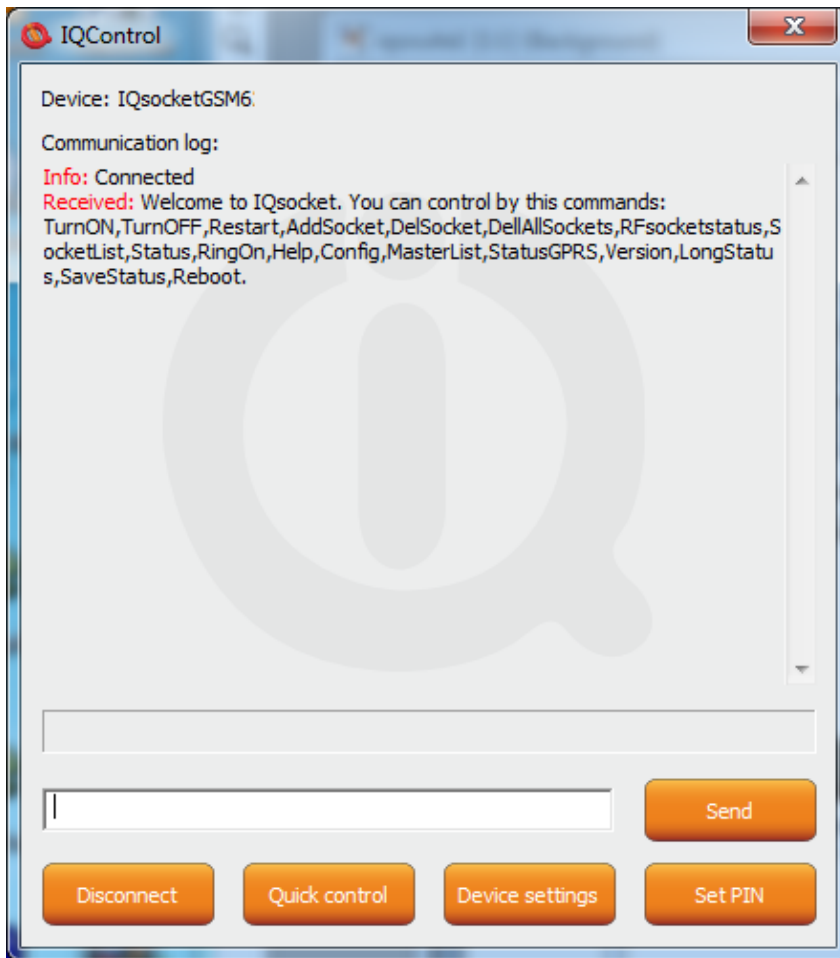 IQControl
Device: IQsocketGSM6
Communication log:
Info: Connected
Received: Welcome to IQsocket. You can control by this commands:
TurnON,TurnOFF,Restart,AddSocket,DelSocket,DellAllSockets,RFsocketstatus,S
ocketList,Status,RingOn,Help,Config,MasterList,StatusGPRS,Version,LongStatu
s,SaveStatus,Reboot.
Send
Disconnect Quick control Device settings Set PIN